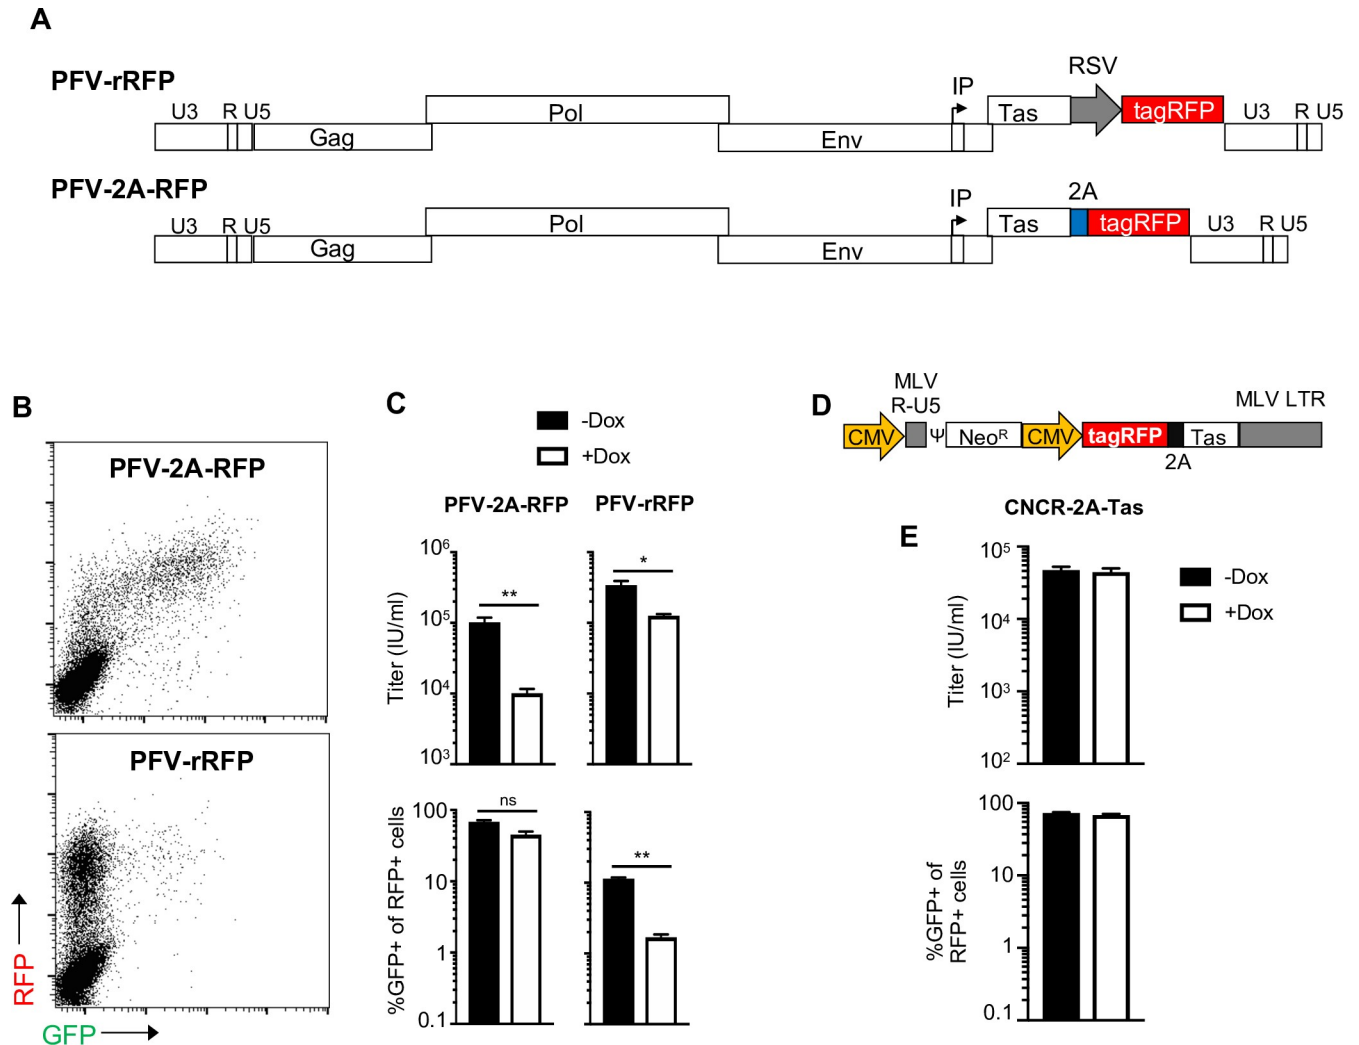 A
PFV-rRFP
U3 R U5 Gag Pol Env IP Tas RSV tagRFP U3 R U5
PFV-2A-RFP
U3 R U5 Gag Pol Env IP Tas 2A tagRFP U3 R U5
B
PFV-2A-RFP
PFV-rRFP
RFP
GFP
C
-Dox
+Dox
PFV-2A-RFP PFV-rRFP
Titer (IU/ml)
10⁶
10⁵
10⁴
10³
**
*
%GFP+ of RFP+ cells
100
10
1
0.1
ns
**
D
MLV
R-U5
MLV LTR
CMV Ψ Neoᴿ CMV tagRFP Tas
2A
E
CNCR-2A-Tas
-Dox
+Dox
Titer (IU/ml)
10⁵
10⁴
10³
10²
%GFP+ of
RFP+ cells
100
10
1
0.1